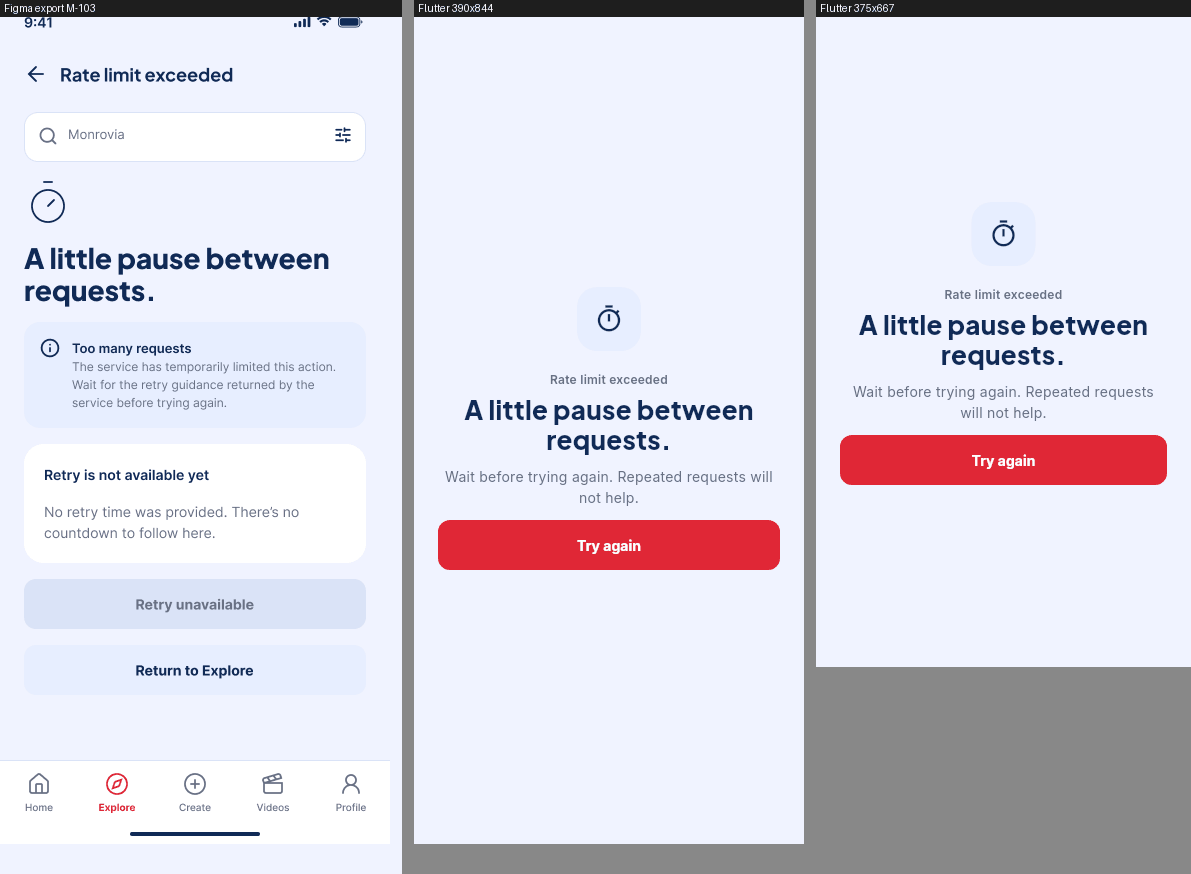 Figma export M-103
9:41
Rate limit exceeded
Monrovia
A little pause between
requests.
Too many requests
The service has temporarily limited this action.
Wait for the retry guidance returned by the
service before trying again.
Retry is not available yet
No retry time was provided. There’s no
countdown to follow here.
Retry unavailable
Return to Explore
Home
Explore
Create
Videos
Profile
Flutter 390x844
Rate limit exceeded
A little pause between
requests.
Wait before trying again. Repeated requests will
not help.
Try again
Flutter 375x667
Rate limit exceeded
A little pause between
requests.
Wait before trying again. Repeated requests
will not help.
Try again